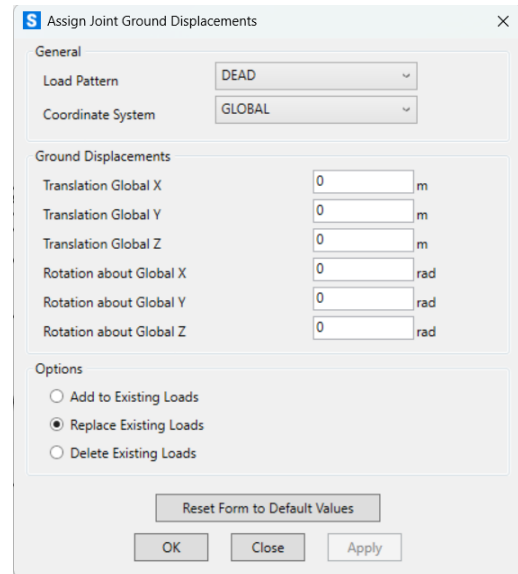 S Assign Joint Ground Displacements
General
Load Pattern DEAD
Coordinate System GLOBAL
Ground Displacements
Translation Global X 0 m
Translation Global Y 0 m
Translation Global Z 0 m
Rotation about Global X 0 rad
Rotation about Global Y 0 rad
Rotation about Global Z 0 rad
Options
Add to Existing Loads
Replace Existing Loads
Delete Existing Loads
Reset Form to Default Values
OK Close Apply